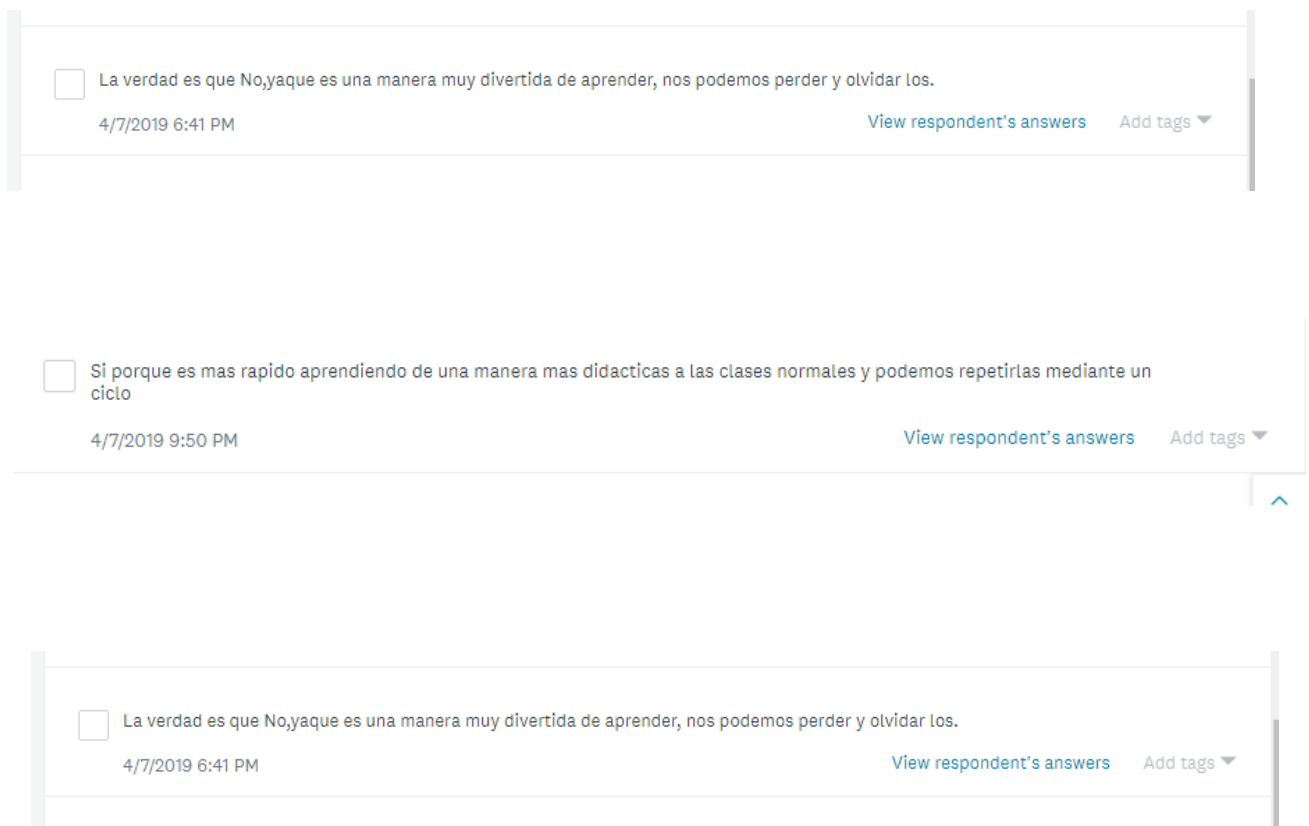 La verdad es que No,yaque es una manera muy divertida de aprender, nos podemos perder y olvidar los.
4/7/2019 6:41 PM View respondent's answers Add tags
Si porque es mas rapido aprendiendo de una manera mas didacticas a las clases normales y podemos repetirlas mediante un
ciclo
4/7/2019 9:50 PM View respondent's answers Add tags
La verdad es que No,yaque es una manera muy divertida de aprender, nos podemos perder y olvidar los.
4/7/2019 6:41 PM View respondent's answers Add tags